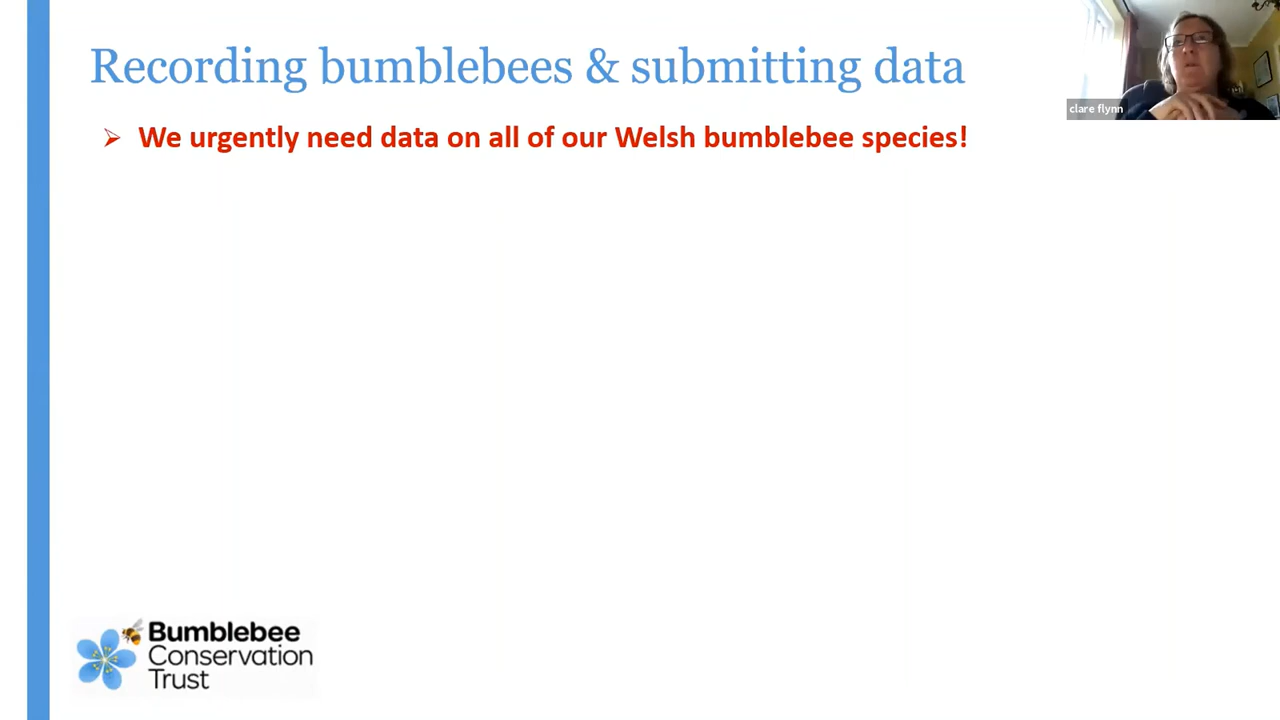 Recording bumblebees & submitting data
clare flynn
We urgently need data on all of our Welsh bumblebee species!
Bumblebee
Conservation
Trust